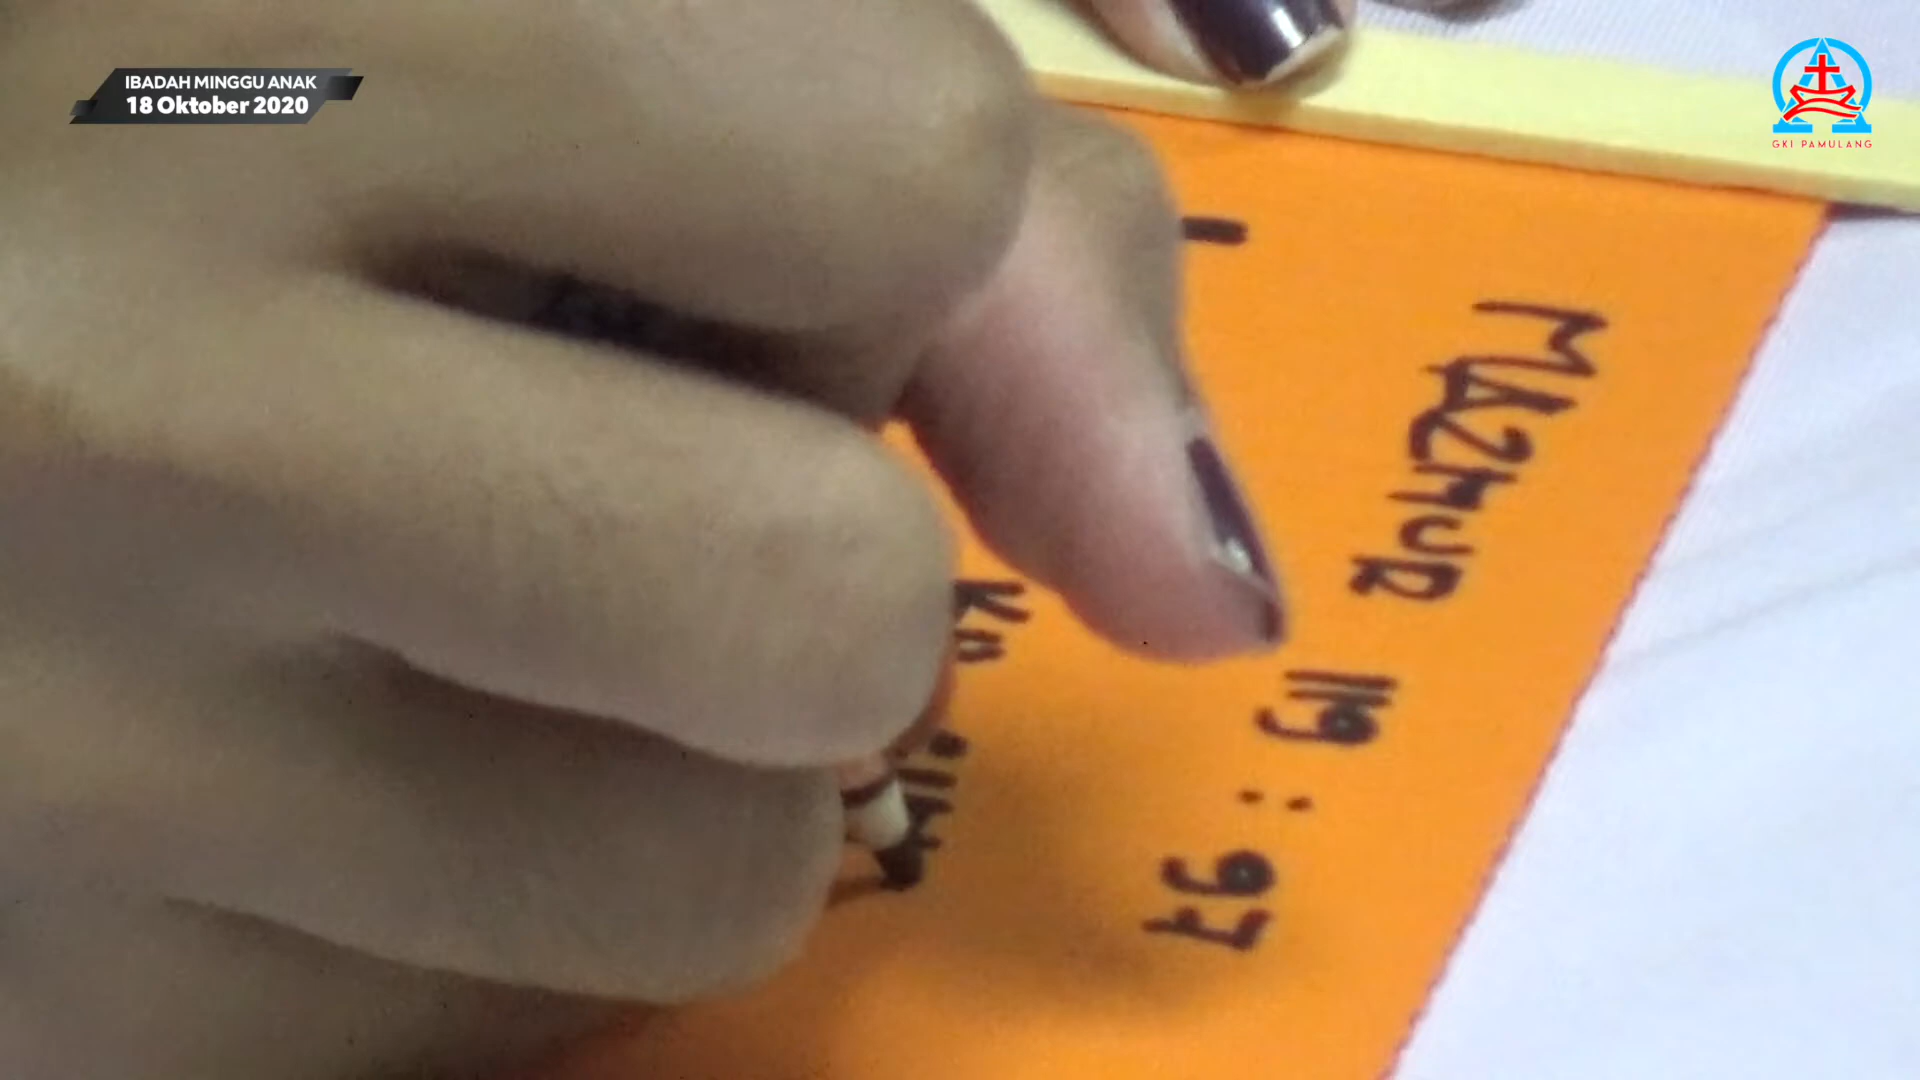 IBADAH MINGGU ANAK
18 Oktober 2020
GKI PAMULANG
MAZMUR 119 : 97